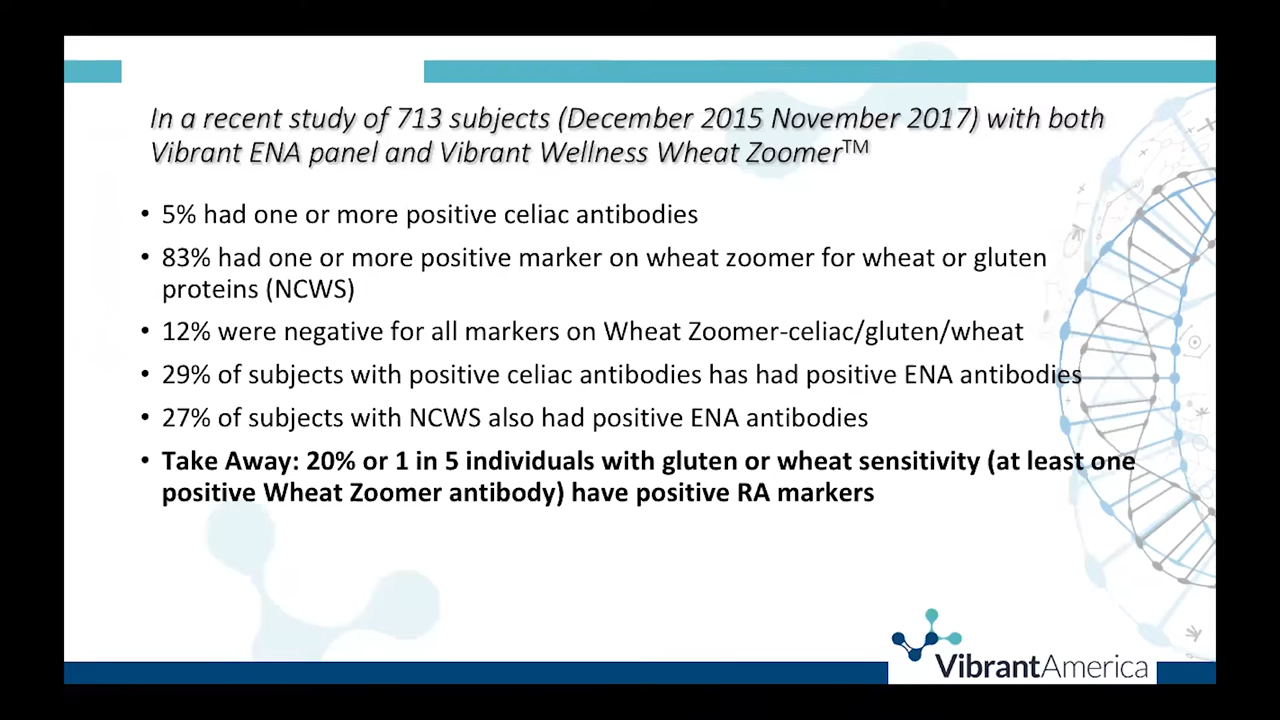 In a recent study of 713 subjects (December 2015 November 2017) with both
Vibrant ENA panel and Vibrant Wellness Wheat Zoomer™
• 5% had one or more positive celiac antibodies
• 83% had one or more positive marker on wheat zoomer for wheat or gluten
proteins (NCWS)
• 12% were negative for all markers on Wheat Zoomer-celiac/gluten/wheat
• 29% of subjects with positive celiac antibodies has had positive ENA antibodies
• 27% of subjects with NCWS also had positive ENA antibodies
• Take Away: 20% or 1 in 5 individuals with gluten or wheat sensitivity (at least one
positive Wheat Zoomer antibody) have positive RA markers
VibrantAmerica